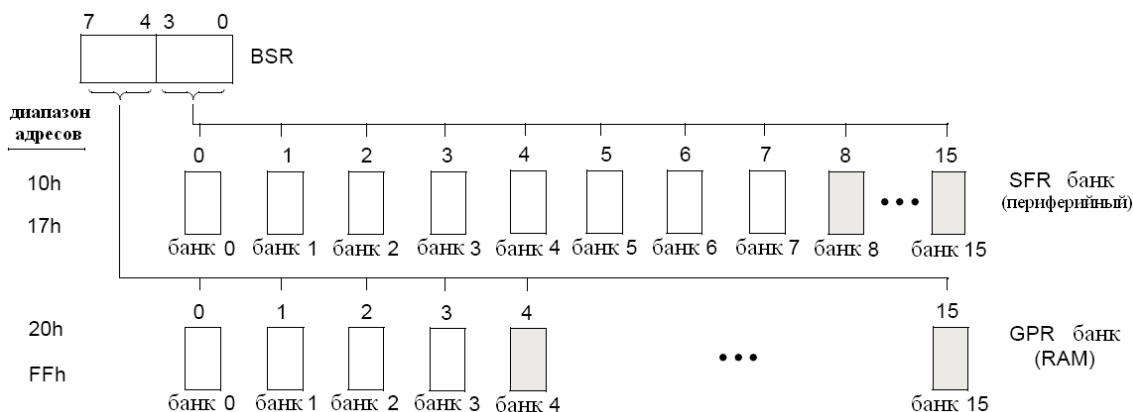 7 4 3 0
BSR
диапазон
адресов
0 1 2 3 4 5 6 7 8 15
10h
SFR банк
(периферийный)
17h
банк 0 банк 1 банк 2 банк 3 банк 4 банк 5 банк 6 банк 7 банк 8 банк 15
0 1 2 3 4 15
20h
GPR банк
(RAM)
FFh
банк 0 банк 1 банк 2 банк 3 банк 4 банк 15